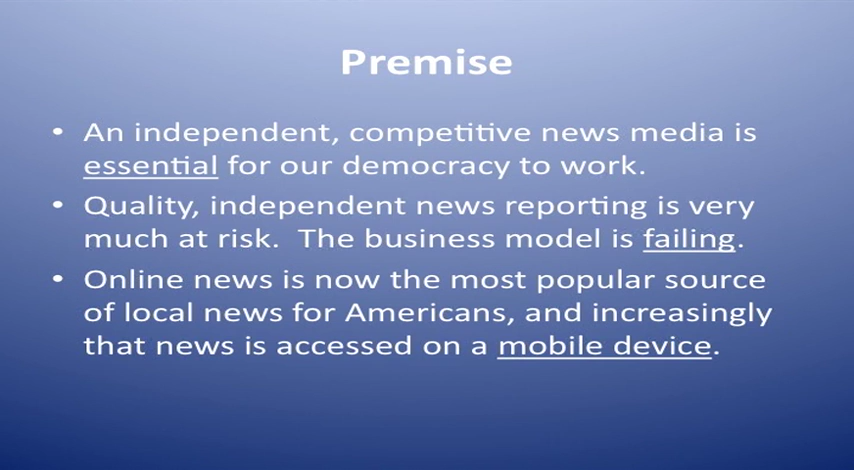 Premise
• An independent, competitive news media is
essential for our democracy to work.
• Quality, independent news reporting is very
much at risk.  The business model is failing.
• Online news is now the most popular source
of local news for Americans, and increasingly
that news is accessed on a mobile device.